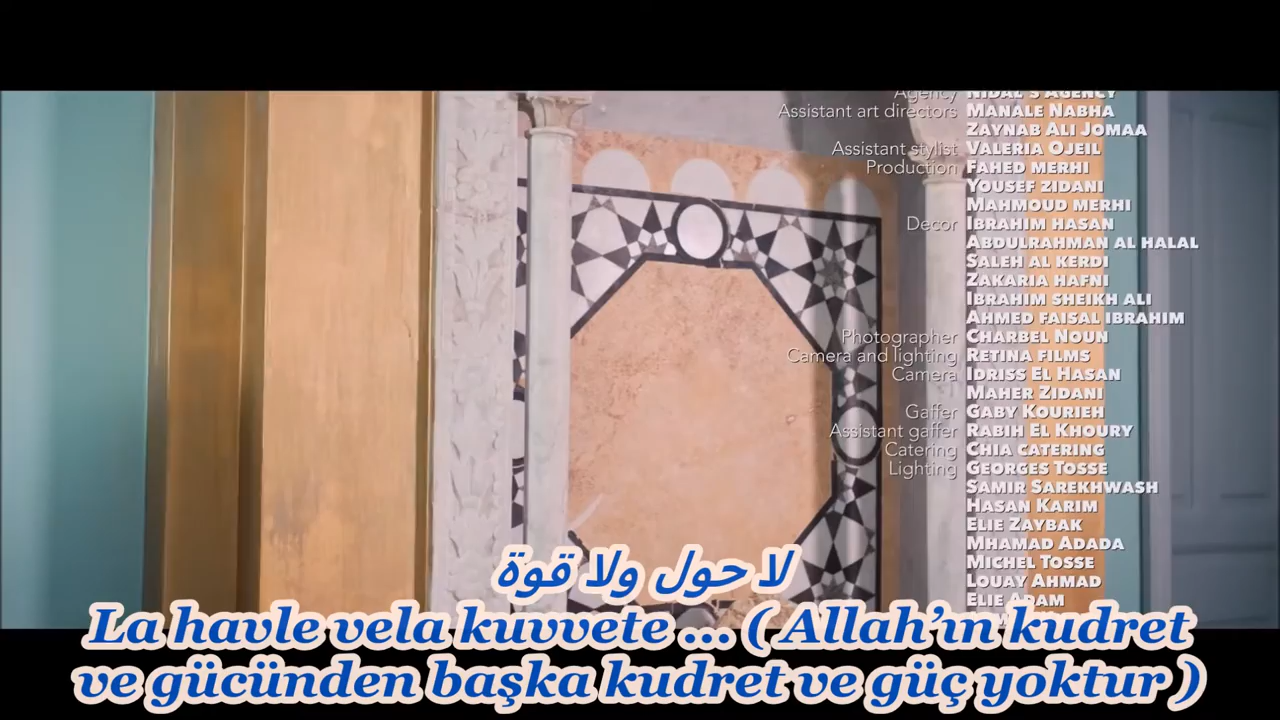 Agency NIDAL'S AGENCY
Assistant art directors MANALE NABHA
ZAYNAB ALI JOMAA
Assistant stylist VALERIA OJEIL
Production FAHED MERHI
YOUSEF ZIDANI
MAHMOUD MERHI
Decor IBRAHIM HASAN
ABDULRAHMAN AL HALAL
SALEH AL KERDI
ZAKARIA HAFNI
IBRAHIM SHEIKH ALI
AHMED FAISAL IBRAHIM
Photographer CHARBEL NOUN
Camera and lighting RETINA FILMS
Camera IDRISS EL HASAN
MAHER ZIDANI
Gaffer GABY KOURIEH
Assistant gaffer RABIH EL KHOURY
Catering CHIA CATERING
Lighting GEORGES TOSSE
SAMIR SAREKHWASH
HASAN KARIM
ELIE ZAYBAK
MHAMAD ADADA
MICHEL TOSSE
LOUAY AHMAD
ELIE ADAM
لا حول ولا قوة
La havle vela kuvvete ... ( Allah’ın kudret
ve gücünden başka kudret ve güç yoktur )